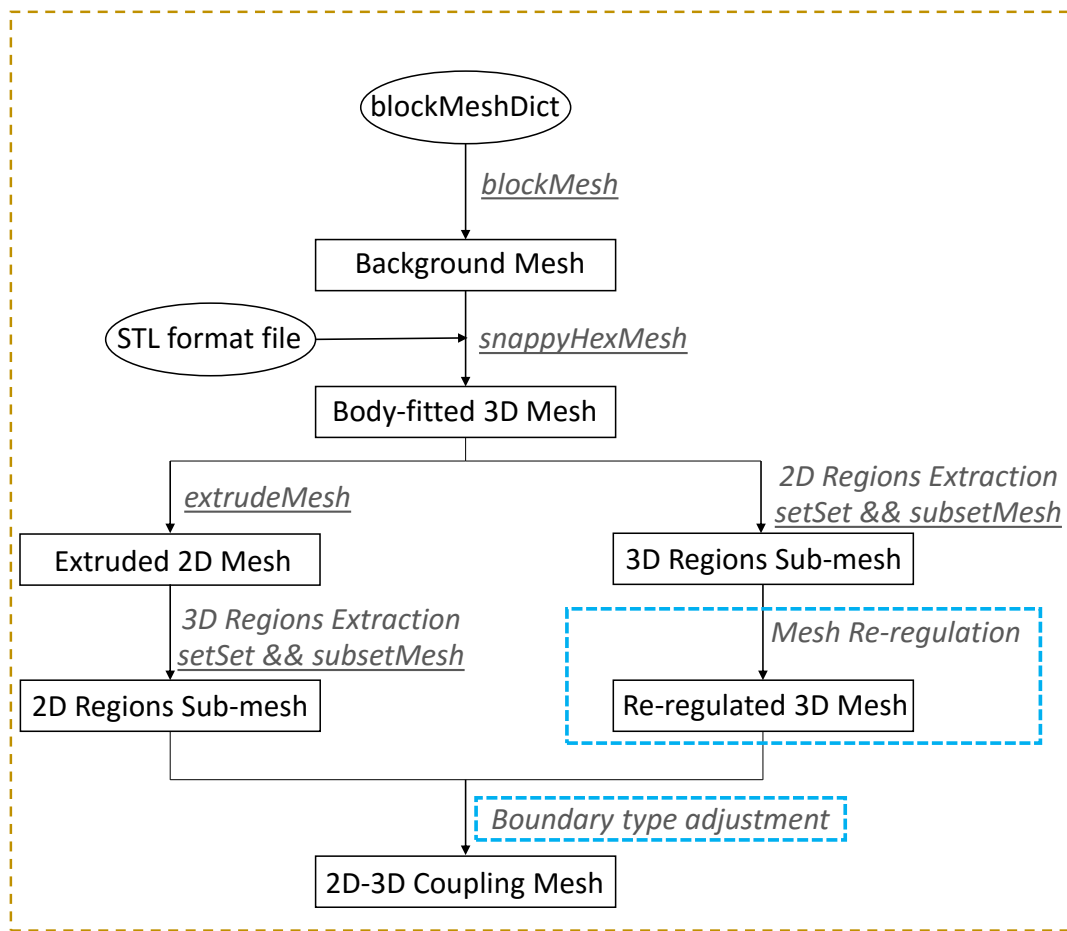 blockMeshDict
blockMesh
Background Mesh
STL format file
snappyHexMesh
Body-fitted 3D Mesh
extrudeMesh
2D Regions Extraction
setSet && subsetMesh
Extruded 2D Mesh
3D Regions Sub-mesh
3D Regions Extraction
setSet && subsetMesh
Mesh Re-regulation
2D Regions Sub-mesh
Re-regulated 3D Mesh
Boundary type adjustment
2D-3D Coupling Mesh